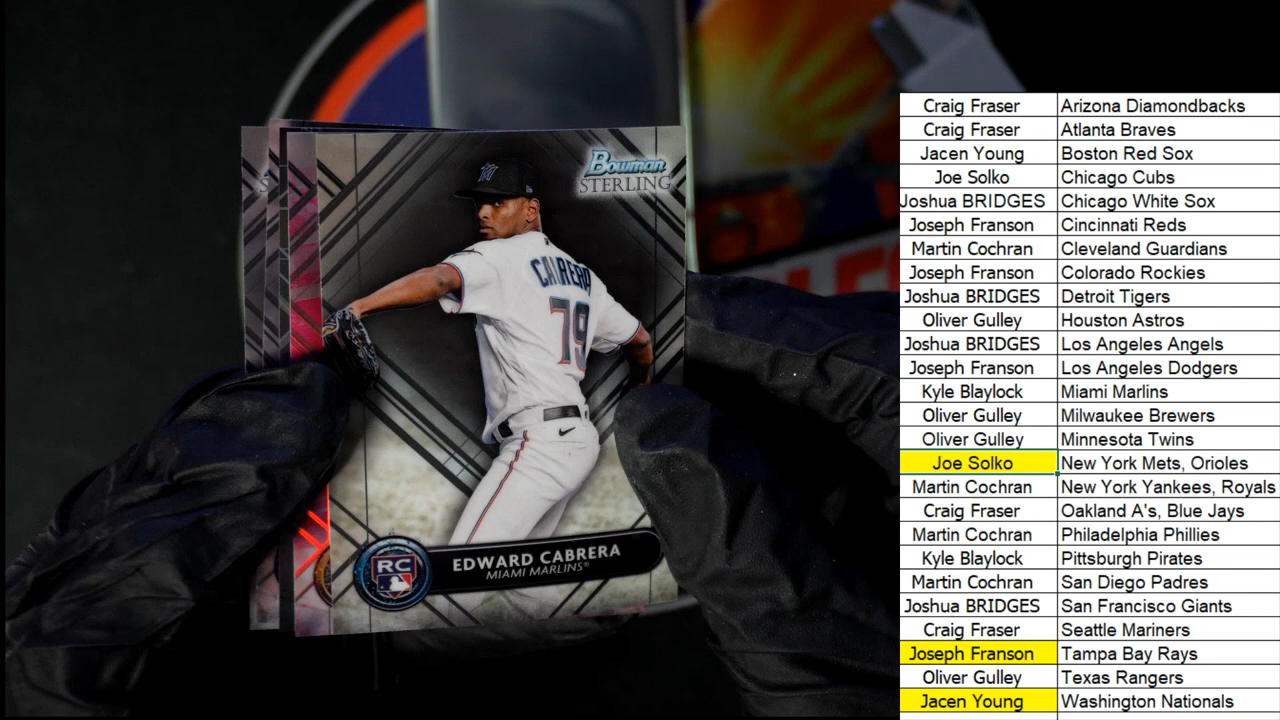 Bowman
STERLING
CABRERA
79
RC
EDWARD CABRERA
MIAMI MARLINS®
Craig Fraser Arizona Diamondbacks
Craig Fraser Atlanta Braves
Jacen Young Boston Red Sox
Joe Solko Chicago Cubs
Joshua BRIDGES Chicago White Sox
Joseph Franson Cincinnati Reds
Martin Cochran Cleveland Guardians
Joseph Franson Colorado Rockies
Joshua BRIDGES Detroit Tigers
Oliver Gulley Houston Astros
Joshua BRIDGES Los Angeles Angels
Joseph Franson Los Angeles Dodgers
Kyle Blaylock Miami Marlins
Oliver Gulley Milwaukee Brewers
Oliver Gulley Minnesota Twins
Joe Solko New York Mets, Orioles
Martin Cochran New York Yankees, Royals
Craig Fraser Oakland A's, Blue Jays
Martin Cochran Philadelphia Phillies
Kyle Blaylock Pittsburgh Pirates
Martin Cochran San Diego Padres
Joshua BRIDGES San Francisco Giants
Craig Fraser Seattle Mariners
Joseph Franson Tampa Bay Rays
Oliver Gulley Texas Rangers
Jacen Young Washington Nationals